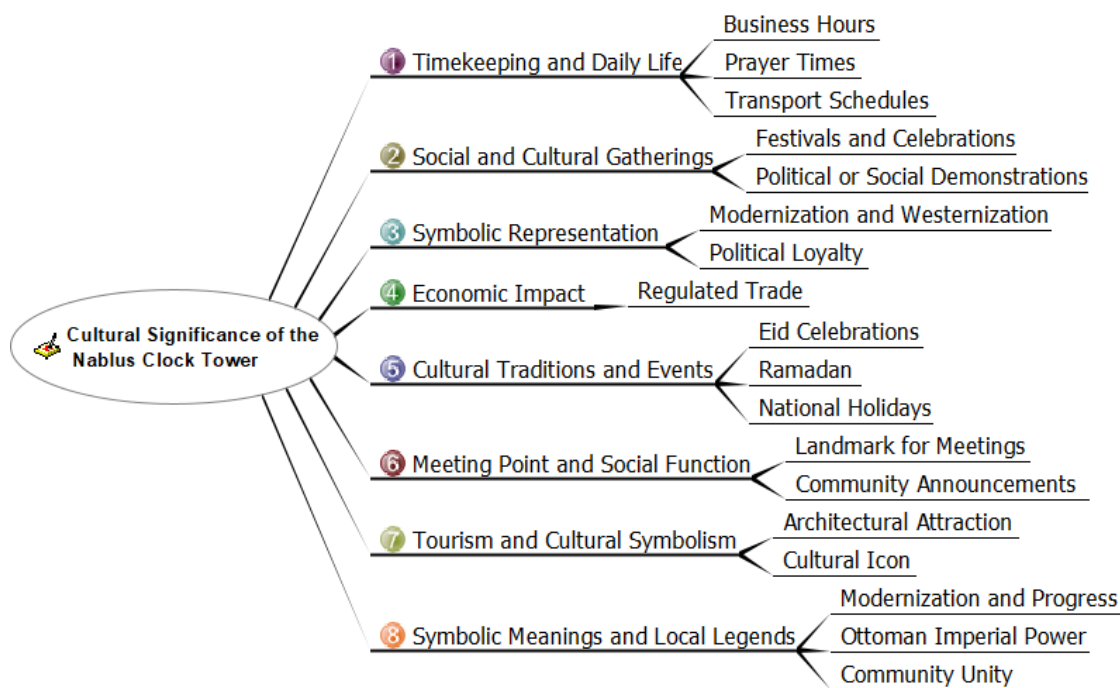 Cultural Significance of the
Nablus Clock Tower
1 Timekeeping and Daily Life
Business Hours
Prayer Times
Transport Schedules
2 Social and Cultural Gatherings
Festivals and Celebrations
Political or Social Demonstrations
3 Symbolic Representation
Modernization and Westernization
Political Loyalty
4 Economic Impact
Regulated Trade
5 Cultural Traditions and Events
Eid Celebrations
Ramadan
National Holidays
6 Meeting Point and Social Function
Landmark for Meetings
Community Announcements
7 Tourism and Cultural Symbolism
Architectural Attraction
Cultural Icon
8 Symbolic Meanings and Local Legends
Modernization and Progress
Ottoman Imperial Power
Community Unity